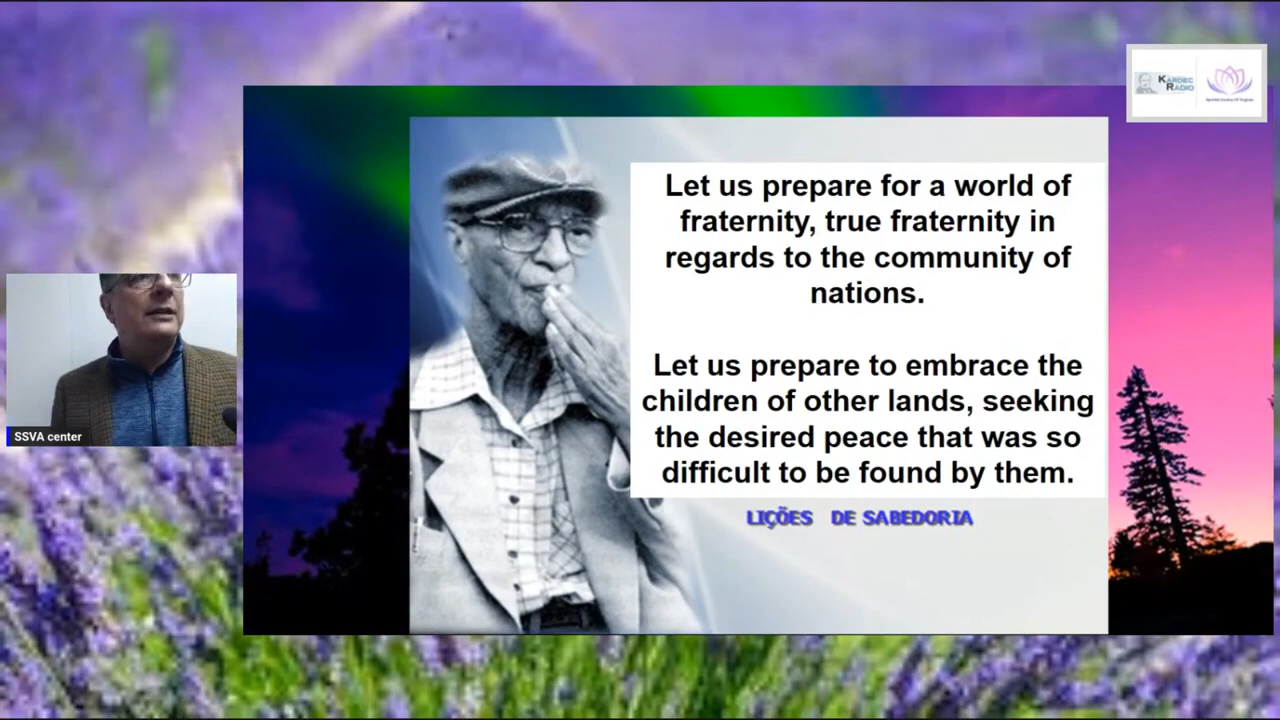 KARDEC
RADIO
Let us prepare for a world of
fraternity, true fraternity in
regards to the community of
nations.
Let us prepare to embrace the
children of other lands, seeking
the desired peace that was so
difficult to be found by them.
LIÇÕES DE SABEDORIA
SSVA center